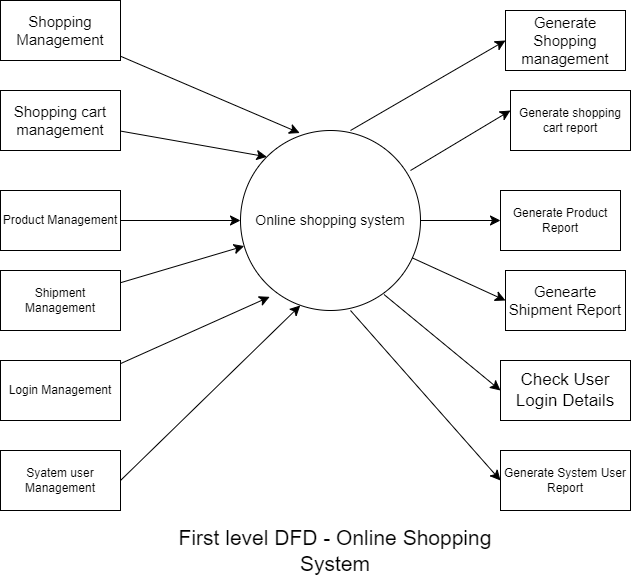 Shopping
Management
Shopping cart
management
Product Management
Shipment
Management
Login Management
Syatem user
Management
Online shopping system
Generate
Shopping
management
Generate shopping
cart report
Generate Product
Report
Genearte
Shipment Report
Check User
Login Details
Generate System User
Report
First level DFD - Online Shopping
System